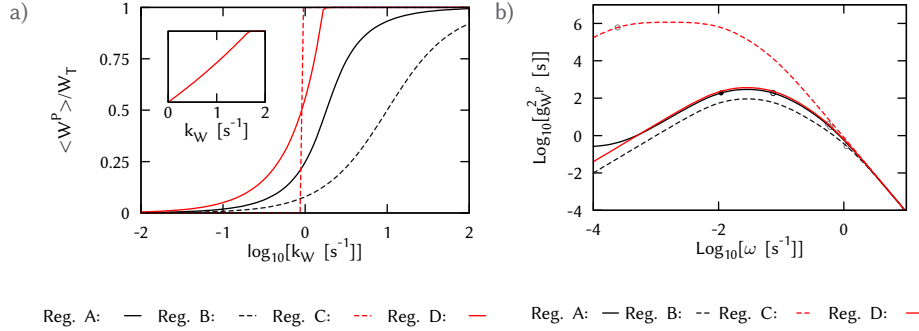 a)
b)
<W^P>/W_T
1
0.75
0.5
0.25
0
-2
-1
0
1
2
log₁₀[k_W [s⁻¹]]
0
1
2
k_W [s⁻¹]
Log₁₀[g²_{W^P} [s]
6
4
2
0
-2
-4
-4
-2
0
Log₁₀[ω [s⁻¹]]
Reg. A: Reg. B: Reg. C: Reg. D:
Reg. A: Reg. B: Reg. C: Reg. D: